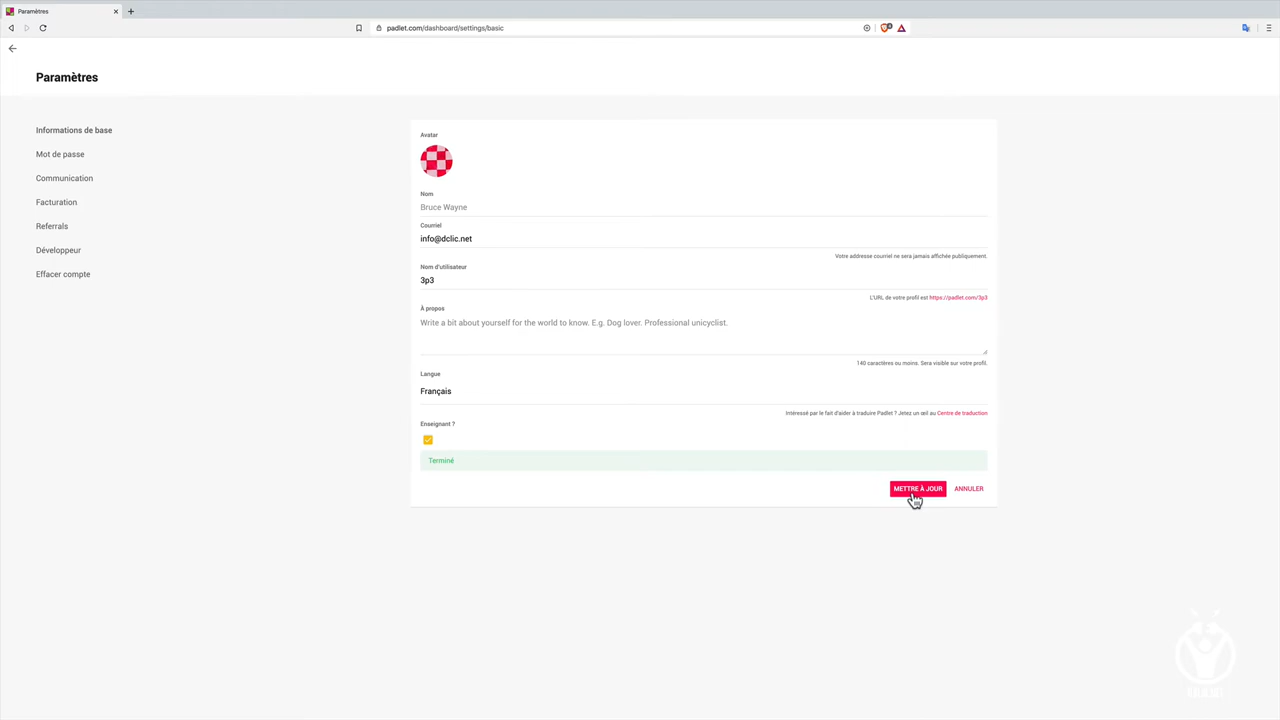 Paramètres
padlet.com/dashboard/settings/basic
Paramètres
Informations de base
Mot de passe
Communication
Facturation
Referrals
Développeur
Effacer compte
Avatar
Nom
Bruce Wayne
Courriel
info@dclic.net
Votre addresse courriel ne sera jamais affichée publiquement.
Nom d'utilisateur
3p3
L'URL de votre profil est https://padlet.com/3p3
À propos
Write a bit about yourself for the world to know. E.g. Dog lover. Professional unicyclist.
140 caractères ou moins. Sera visible sur votre profil.
Langue
Français
Intéressé par le fait d'aider à traduire Padlet ? Jetez un œil au Centre de traduction
Enseignant ?
Terminé
METTRE À JOUR
ANNULER